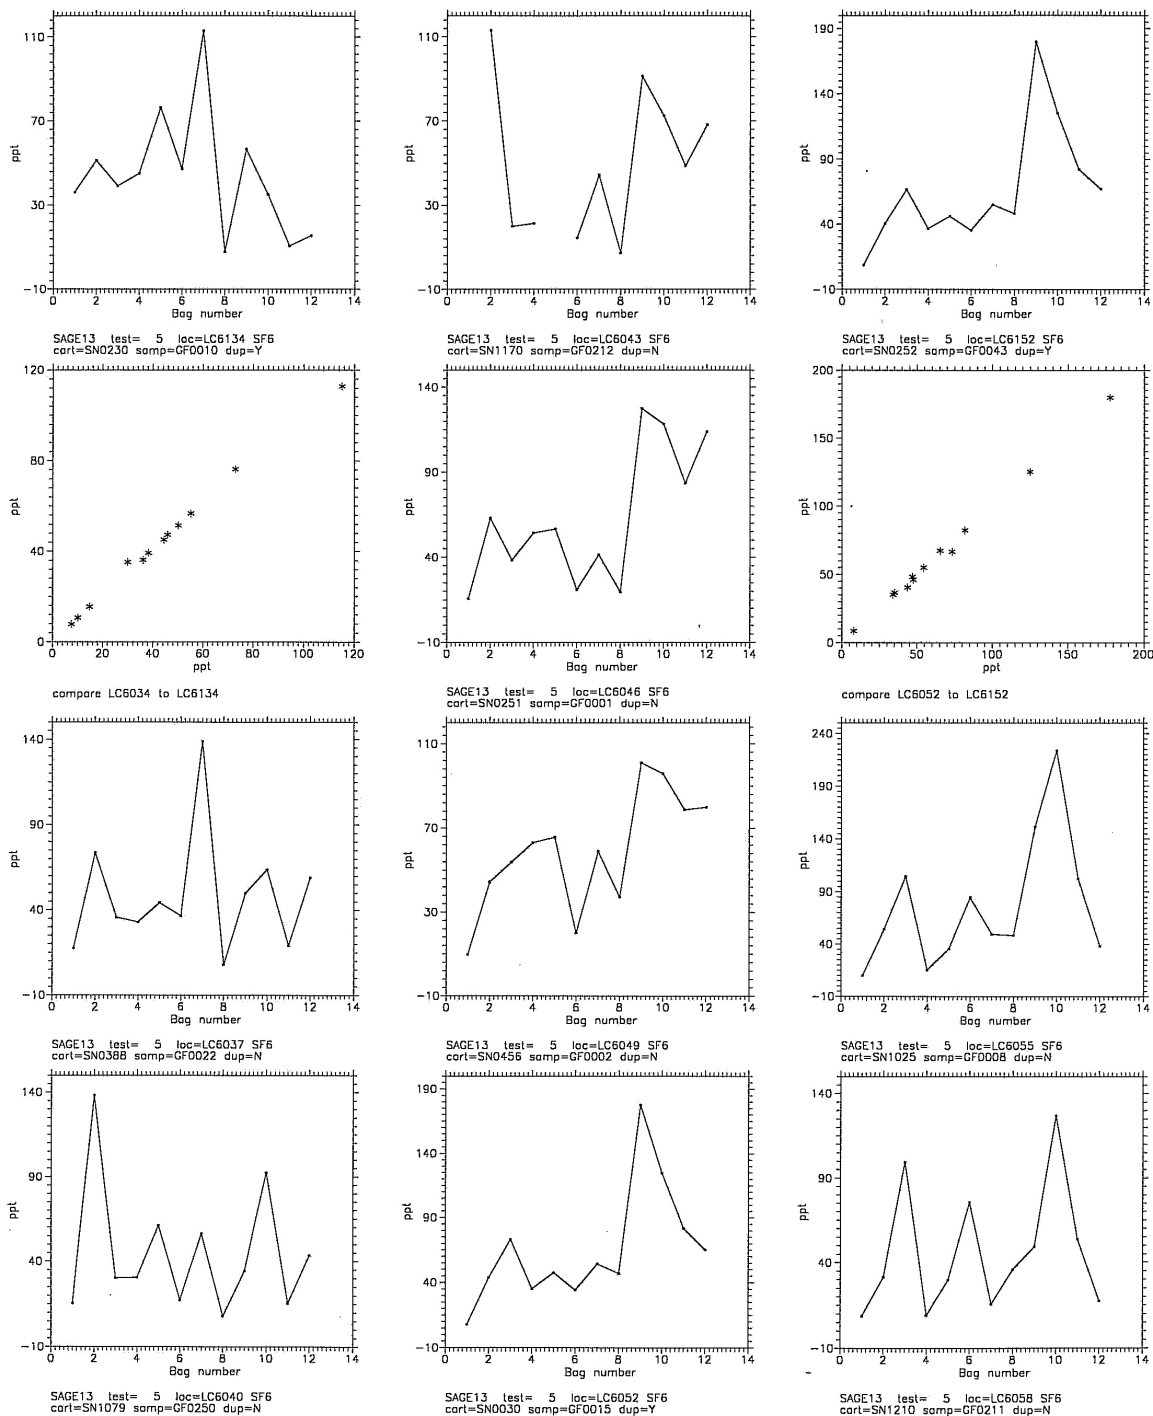 110
70
30
-10
ppt
0 2 4 6 8 10 12 14
Bag number
SAGE13 test= 5 loc=LC6134 SF6
cart=SN0230 samp=GF0010 dup=Y
110
70
30
-10
ppt
0 2 4 6 8 10 12 14
Bag number
SAGE13 test= 5 loc=LC6043 SF6
cart=SN1170 samp=GF0212 dup=N
190
140
90
40
-10
ppt
0 2 4 6 8 10 12 14
Bag number
SAGE13 test= 5 loc=LC6152 SF6
cart=SN0252 samp=GF0043 dup=Y
120
80
40
0
ppt
0 20 40 60 80 100 120
ppt
compare LC6034 to LC6134
140
90
40
-10
ppt
0 2 4 6 8 10 12 14
Bag number
SAGE13 test= 5 loc=LC6046 SF6
cart=SN0251 samp=GF0001 dup=N
200
150
100
50
0
ppt
0 50 100 150 200
ppt
compare LC6052 to LC6152
140
90
40
-10
ppt
0 2 4 6 8 10 12 14
Bag number
SAGE13 test= 5 loc=LC6037 SF6
cart=SN0388 samp=GF0022 dup=N
110
70
30
-10
ppt
0 2 4 6 8 10 12 14
Bag number
SAGE13 test= 5 loc=LC6049 SF6
cart=SN0456 samp=GF0002 dup=N
240
190
140
90
40
-10
ppt
0 2 4 6 8 10 12 14
Bag number
SAGE13 test= 5 loc=LC6055 SF6
cart=SN1025 samp=GF0008 dup=N
140
90
40
-10
ppt
0 2 4 6 8 10 12 14
Bag number
SAGE13 test= 5 loc=LC6040 SF6
cart=SN1079 samp=GF0250 dup=N
190
140
90
40
-10
ppt
0 2 4 6 8 10 12 14
Bag number
SAGE13 test= 5 loc=LC6052 SF6
cart=SN0030 samp=GF0015 dup=Y
140
90
40
-10
ppt
0 2 4 6 8 10 12 14
Bag number
SAGE13 test= 5 loc=LC6058 SF6
cart=SN1210 samp=GF0211 dup=N